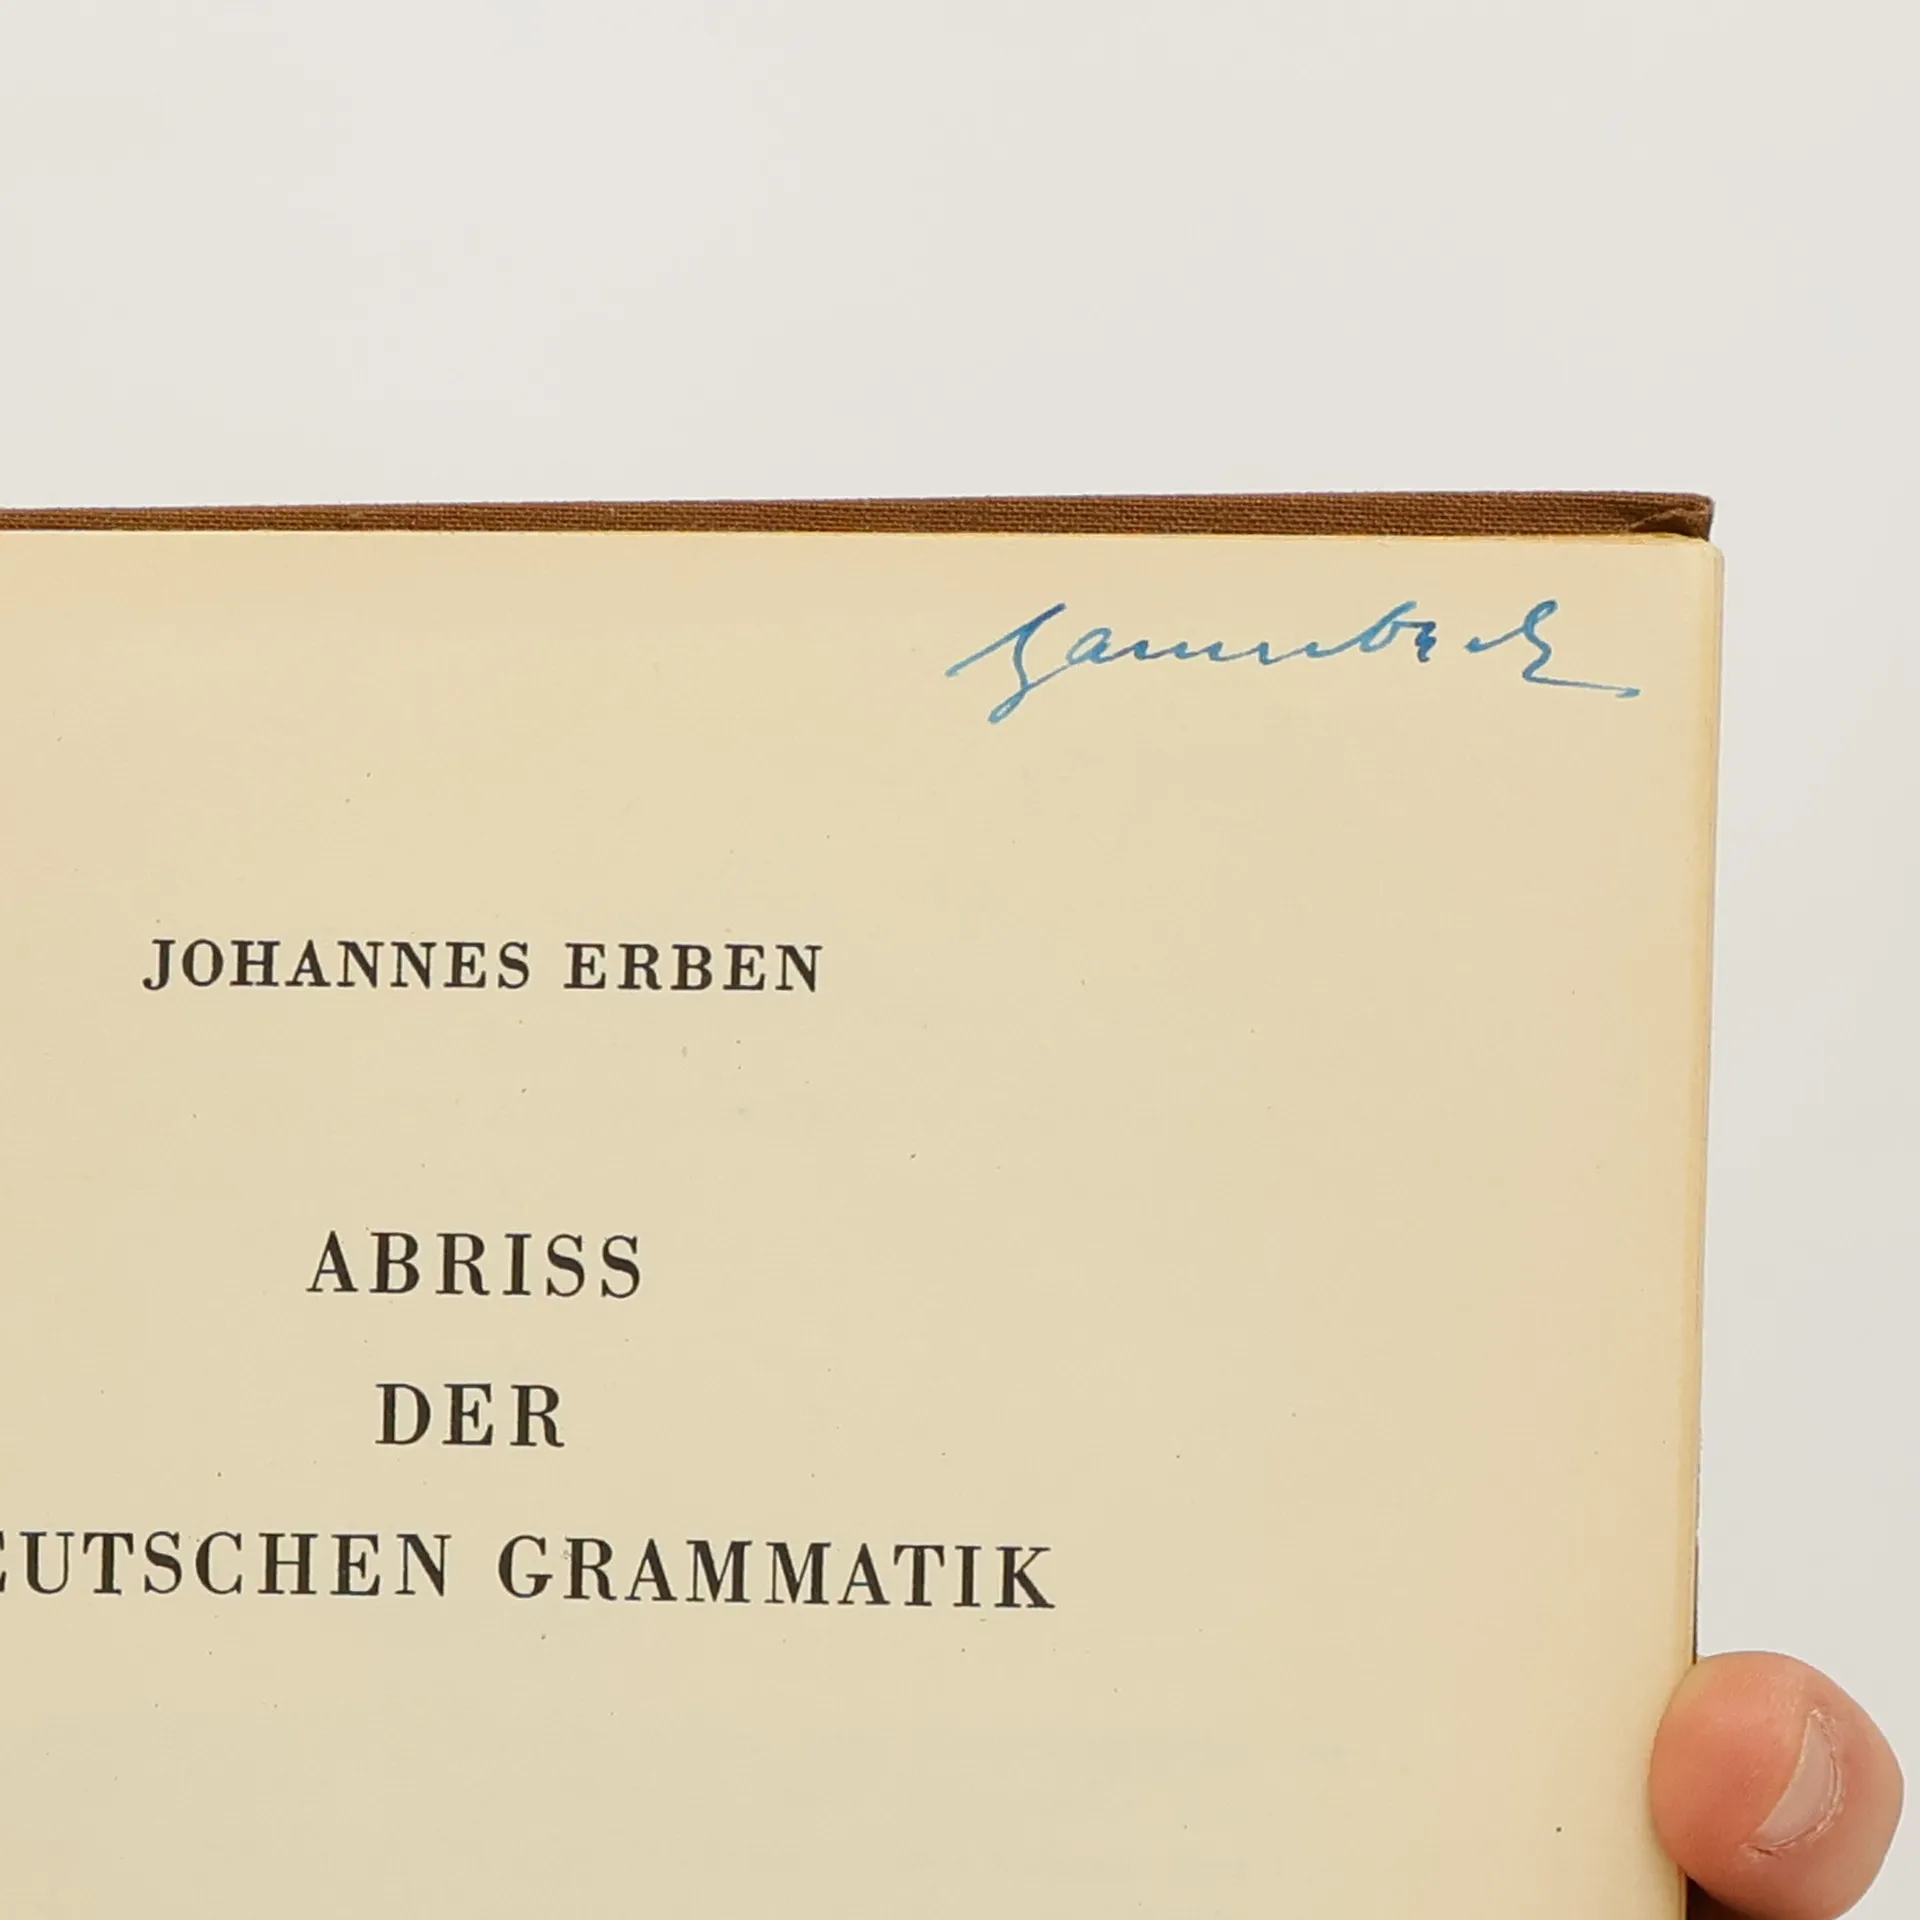 JOHANNES ERBEN
ABRISS
DER
EUTSCHEN GRAMMATIK